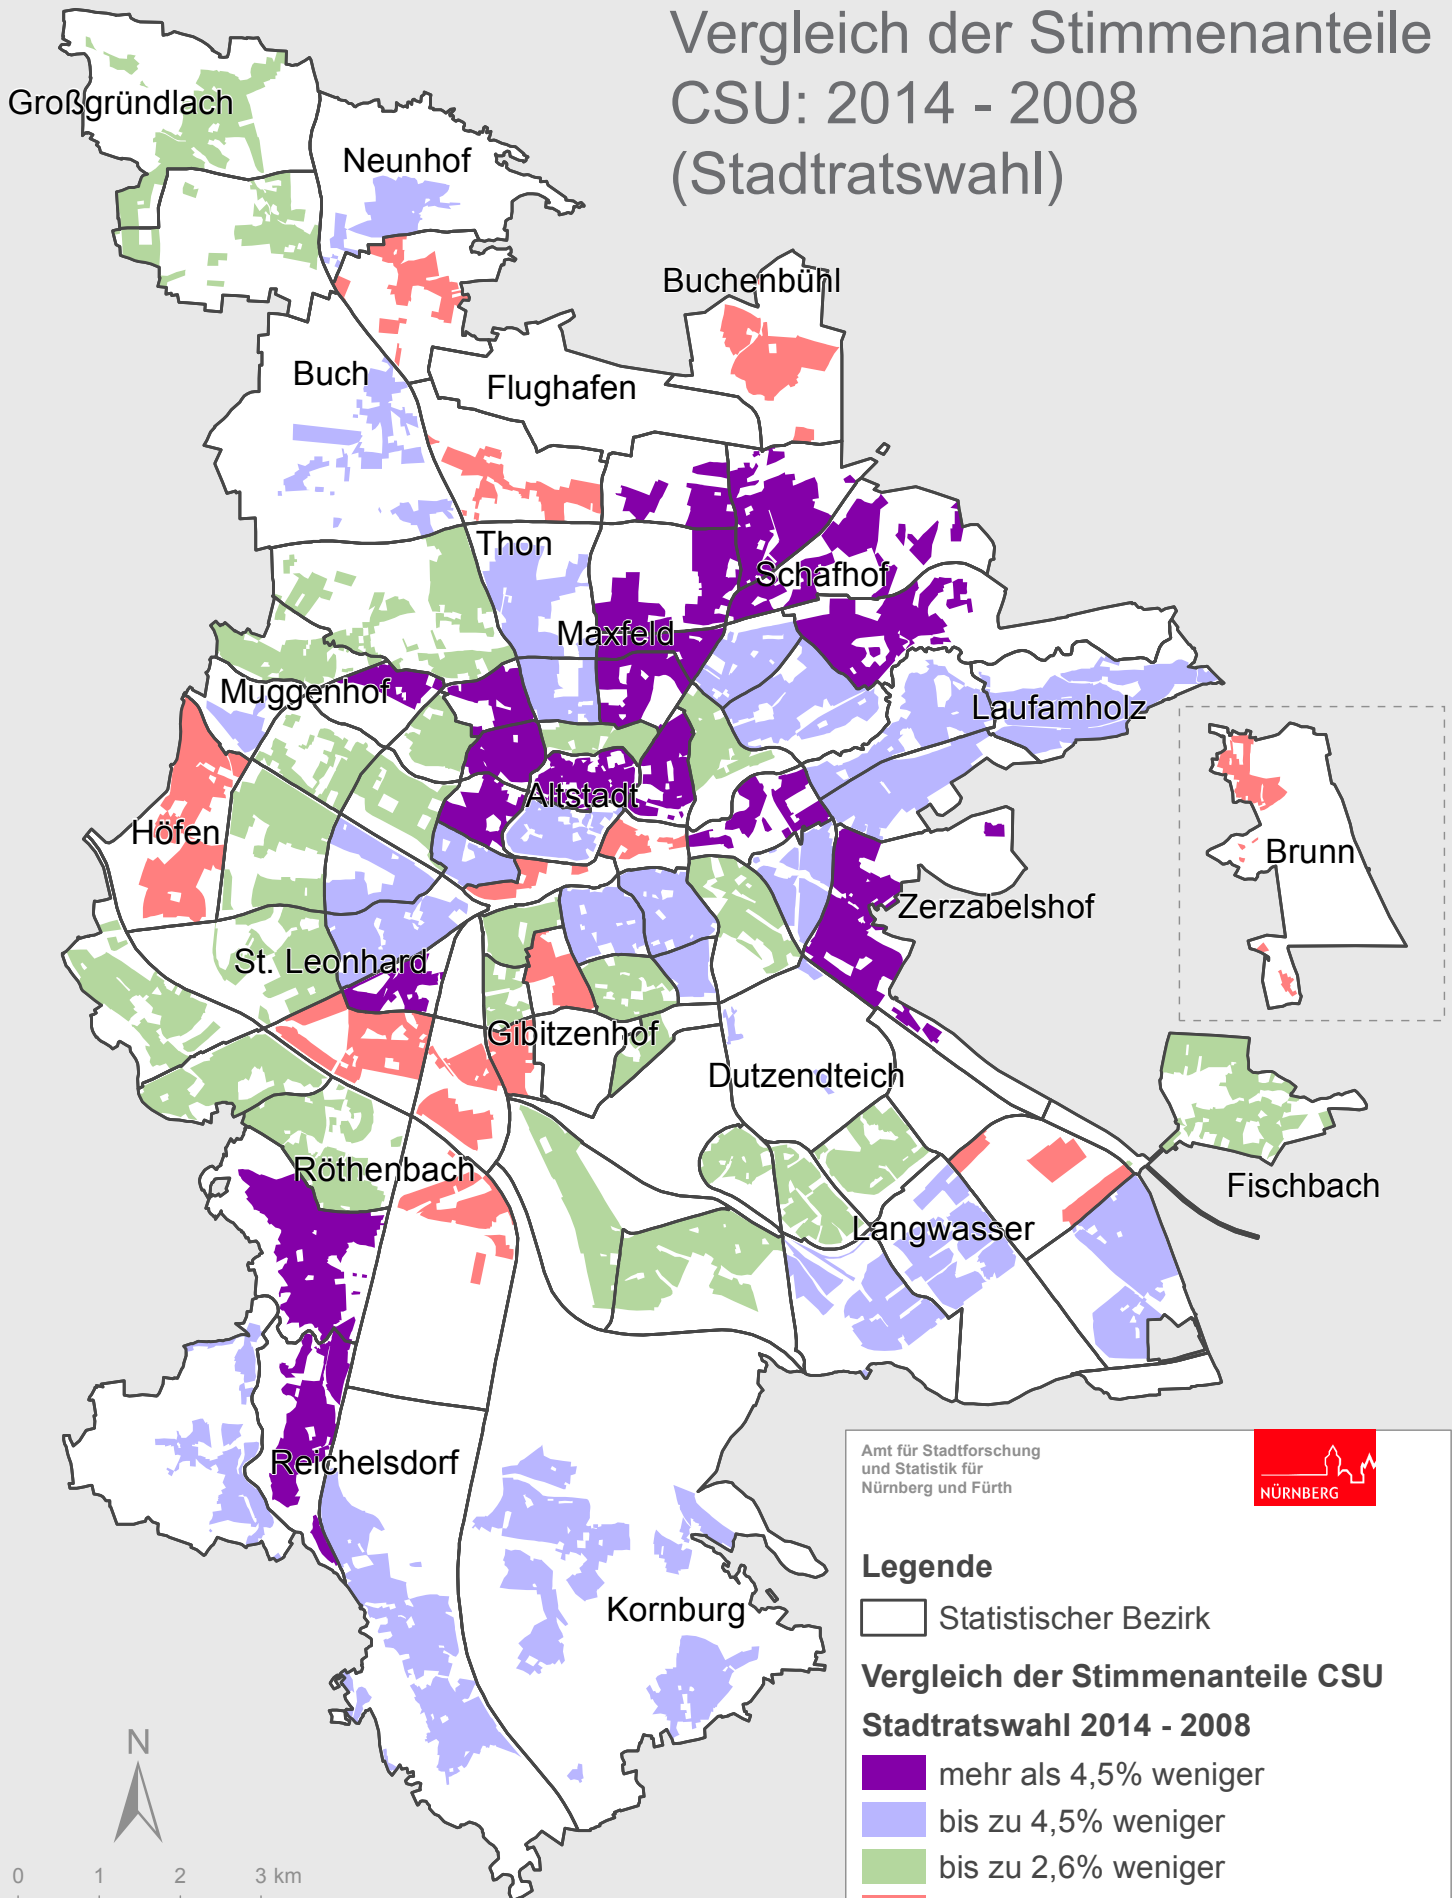 Vergleich der Stimmenanteile
CSU: 2014 - 2008
(Stadtratswahl)
Großgründlach
Neunhof
Buchenbühl
Buch
Flughafen
Thon
Schafhof
Maxfeld
Muggenhof
Laufamholz
Altstadt
Höfen
Brunn
Zerzabelshof
St. Leonhard
Gibitzenhof
Dutzendteich
Röthenbach
Fischbach
Langwasser
Reichelsdorf
Kornburg
Amt für Stadtforschung
und Statistik für
Nürnberg und Fürth
NÜRNBERG
Legende
Statistischer Bezirk
Vergleich der Stimmenanteile CSU
Stadtratswahl 2014 - 2008
mehr als 4,5% weniger
bis zu 4,5% weniger
bis zu 2,6% weniger
N
0 1 2 3 km